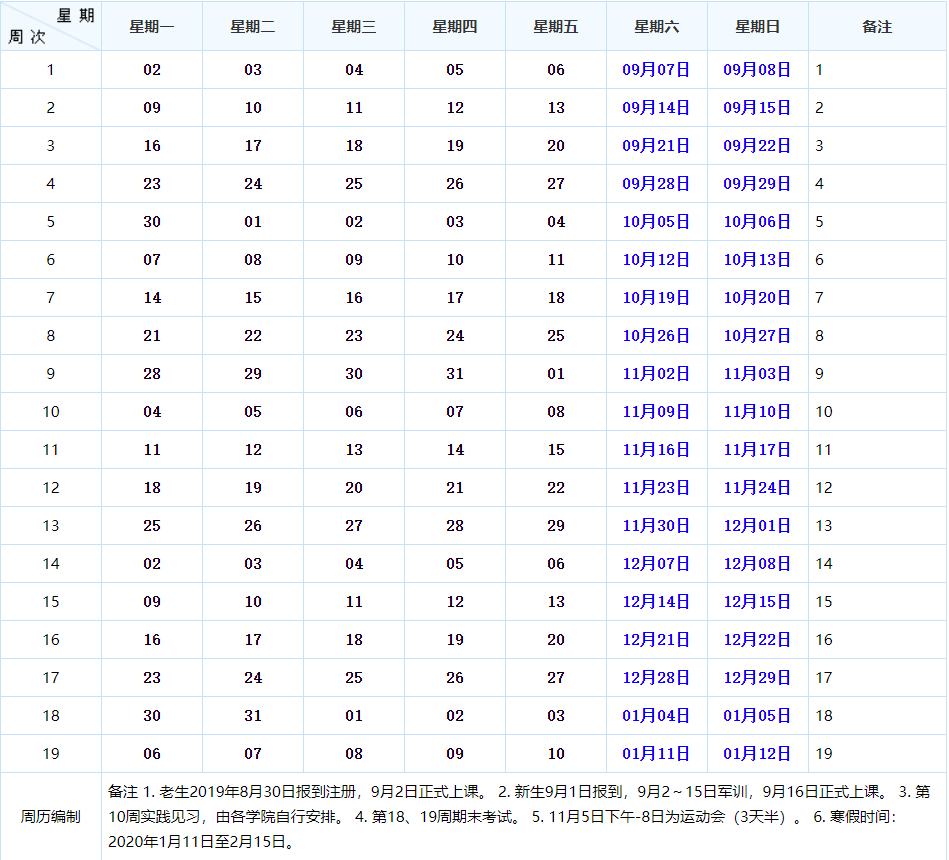 星 期
周 次 星期一 星期二 星期三 星期四 星期五 星期六 星期日 备注
1 02 03 04 05 06 09月07日 09月08日 1
2 09 10 11 12 13 09月14日 09月15日 2
3 16 17 18 19 20 09月21日 09月22日 3
4 23 24 25 26 27 09月28日 09月29日 4
5 30 01 02 03 04 10月05日 10月06日 5
6 07 08 09 10 11 10月12日 10月13日 6
7 14 15 16 17 18 10月19日 10月20日 7
8 21 22 23 24 25 10月26日 10月27日 8
9 28 29 30 31 01 11月02日 11月03日 9
10 04 05 06 07 08 11月09日 11月10日 10
11 11 12 13 14 15 11月16日 11月17日 11
12 18 19 20 21 22 11月23日 11月24日 12
13 25 26 27 28 29 11月30日 12月01日 13
14 02 03 04 05 06 12月07日 12月08日 14
15 09 10 11 12 13 12月14日 12月15日 15
16 16 17 18 19 20 12月21日 12月22日 16
17 23 24 25 26 27 12月28日 12月29日 17
18 30 31 01 02 03 01月04日 01月05日 18
19 06 07 08 09 10 01月11日 01月12日 19
周历编制
备注 1. 老生2019年8月30日报到注册，9月2日正式上课。 2. 新生9月1日报到，9月2～15日军训，9月16日正式上课。 3. 第
10周实践见习，由各学院自行安排。 4. 第18、19周期末考试。 5. 11月5日下午-8日为运动会（3天半）。 6. 寒假时间：
2020年1月11日至2月15日。